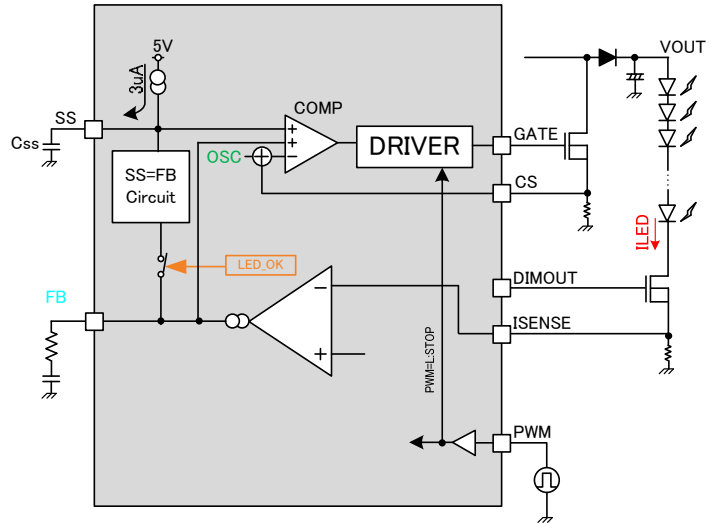 5V
VOUT
3uA
SS
COMP
Css
OSC
DRIVER
GATE
SS=FB
Circuit
CS
ILED
LED_OK
DIMOUT
FB
ISENSE
PWM=L:STOP
PWM